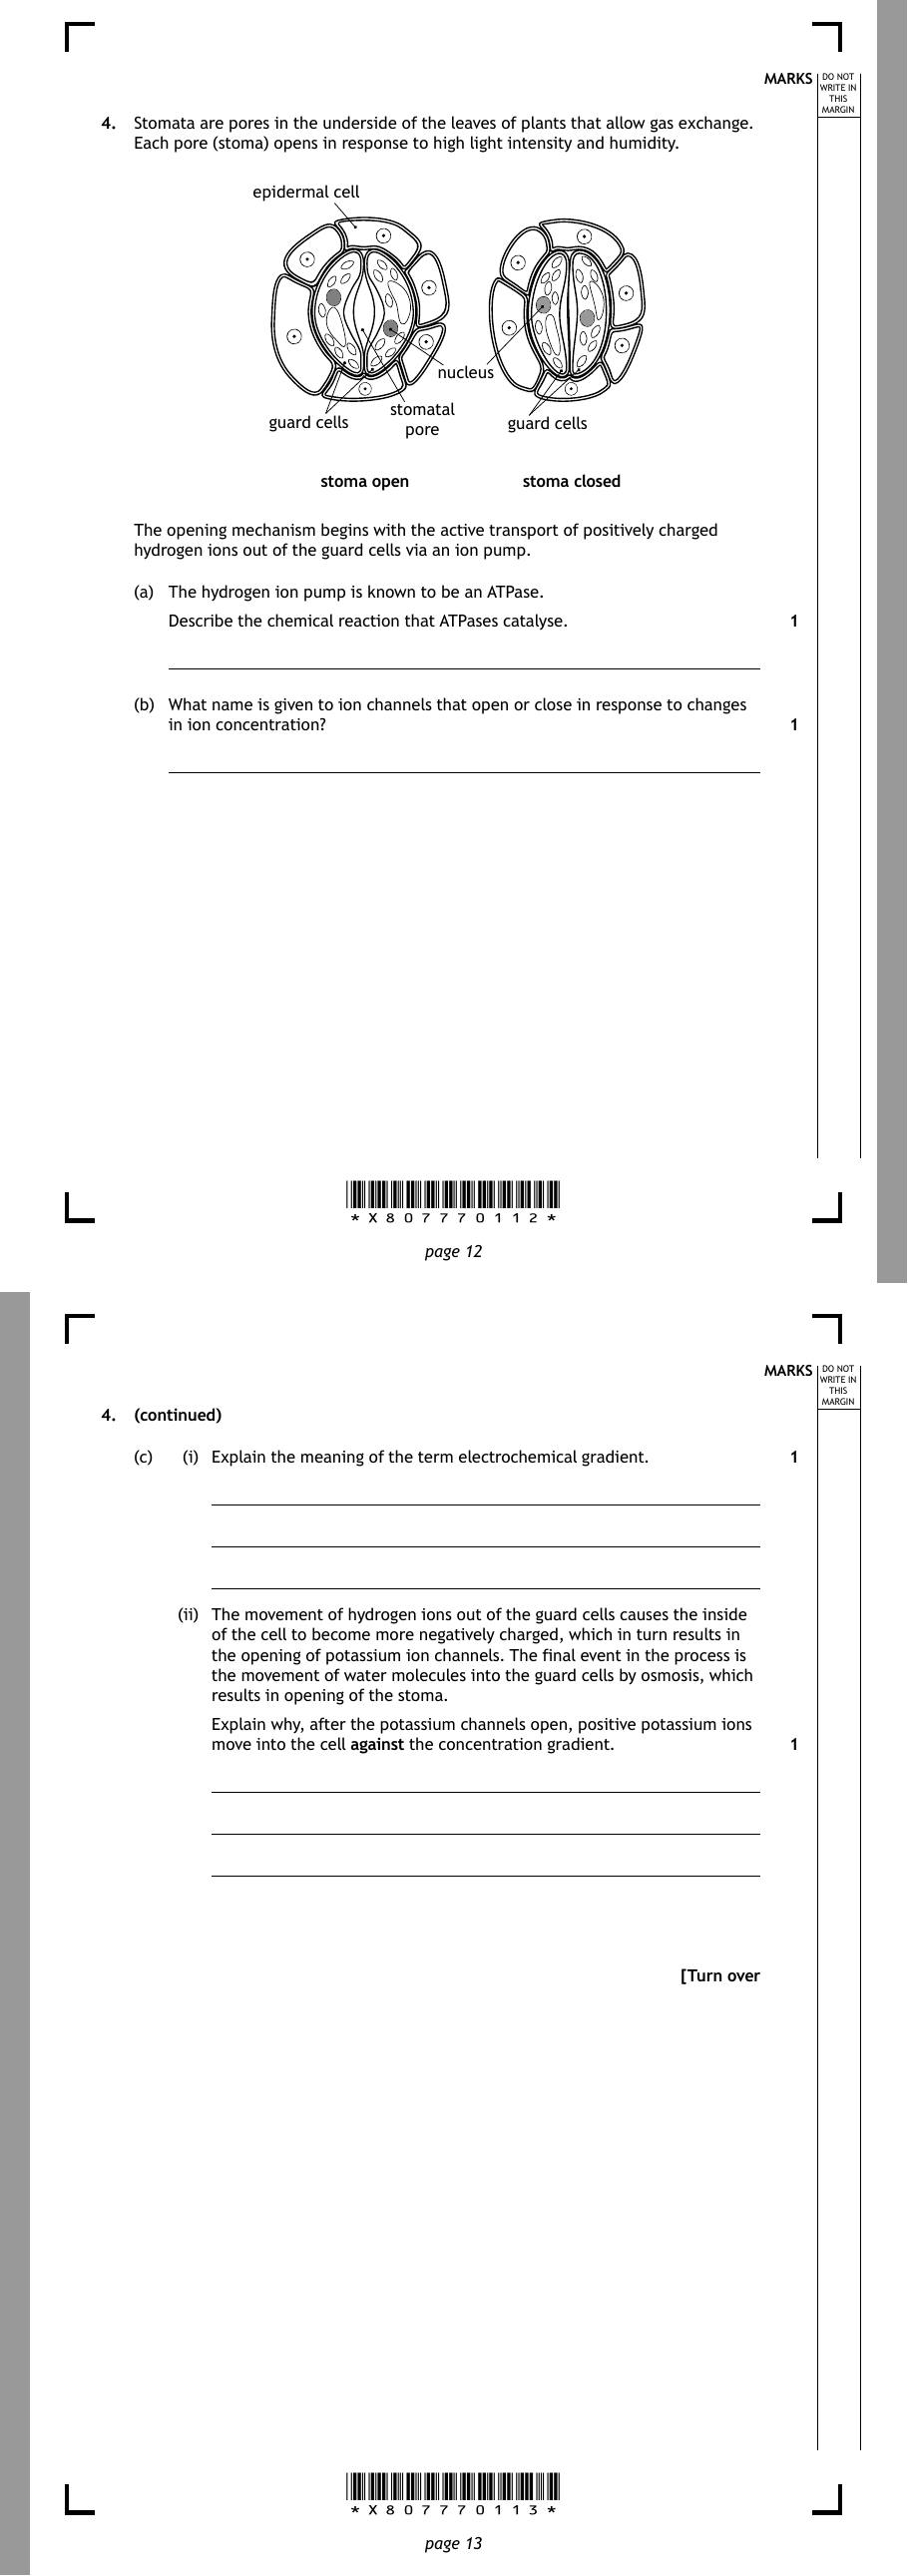 MARKS
DO NOT
WRITE IN
THIS
MARGIN
4. Stomata are pores in the underside of the leaves of plants that allow gas exchange.
Each pore (stoma) opens in response to high light intensity and humidity.
epidermal cell
nucleus
guard cells
stomatal
pore
guard cells
stoma open
stoma closed
The opening mechanism begins with the active transport of positively charged
hydrogen ions out of the guard cells via an ion pump.
(a) The hydrogen ion pump is known to be an ATPase.
Describe the chemical reaction that ATPases catalyse. 1
(b) What name is given to ion channels that open or close in response to changes
in ion concentration? 1
* X 8 0 7 7 7 0 1 1 2 *
page 12
MARKS
DO NOT
WRITE IN
THIS
MARGIN
4. (continued)
(c) (i) Explain the meaning of the term electrochemical gradient. 1
(ii) The movement of hydrogen ions out of the guard cells causes the inside
of the cell to become more negatively charged, which in turn results in
the opening of potassium ion channels. The final event in the process is
the movement of water molecules into the guard cells by osmosis, which
results in opening of the stoma.
Explain why, after the potassium channels open, positive potassium ions
move into the cell against the concentration gradient. 1
[Turn over
* X 8 0 7 7 7 0 1 1 3 *
page 13